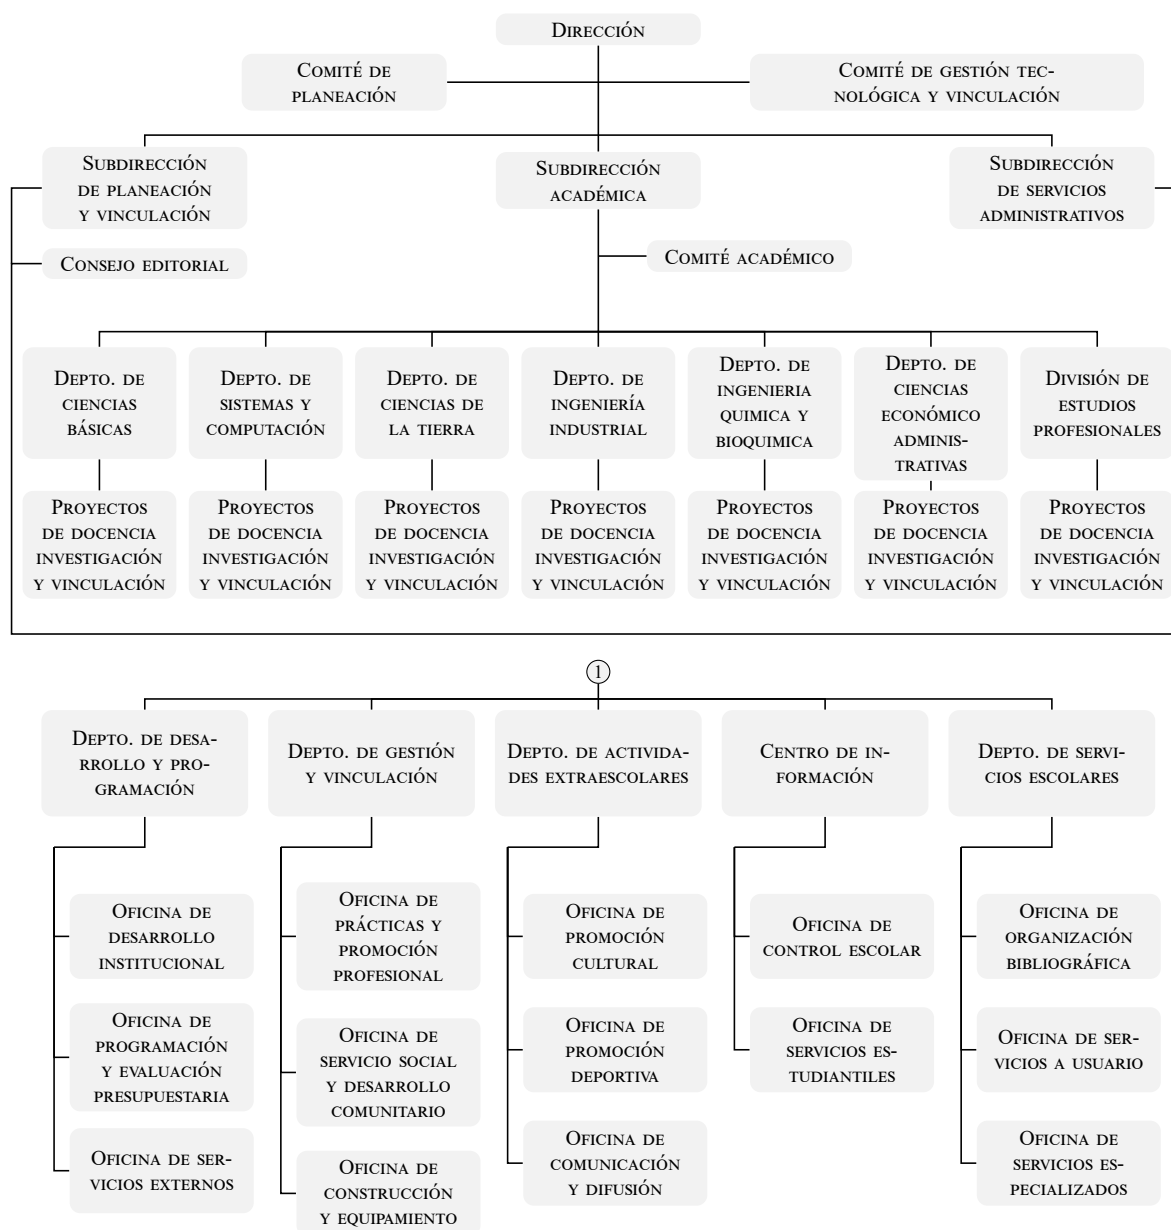 Dirección
Comité de
planeación
Comité de gestión tec-
nológica y vinculación
Subdirección
de planeación
y vinculación
Subdirección
académica
Subdirección
de servicios
administrativos
Consejo editorial
Comité académico
Depto. de
ciencias
básicas
Depto. de
sistemas y
computación
Depto. de
ciencias de
la tierra
Depto. de
ingeniería
industrial
Depto. de
ingenieria
quimica y
bioquimica
Depto. de
ciencias
económico
adminis-
trativas
División de
estudios
profesionales
Proyectos
de docencia
investigación
y vinculación
Proyectos
de docencia
investigación
y vinculación
Proyectos
de docencia
investigación
y vinculación
Proyectos
de docencia
investigación
y vinculación
Proyectos
de docencia
investigación
y vinculación
Proyectos
de docencia
investigación
y vinculación
Proyectos
de docencia
investigación
y vinculación
1
Depto. de desa-
rrollo y pro-
gramación
Depto. de gestión
y vinculación
Depto. de activida-
des extraescolares
Centro de in-
formación
Depto. de servi-
cios escolares
Oficina de
desarrollo
institucional
Oficina de
prácticas y
promoción
profesional
Oficina de
promoción
cultural
Oficina de
control escolar
Oficina de
organización
bibliográfica
Oficina de
programación
y evaluación
presupuestaria
Oficina de
servicio social
y desarrollo
comunitario
Oficina de
promoción
deportiva
Oficina de
servicios es-
tudiantiles
Oficina de ser-
vicios a usuario
Oficina de ser-
vicios externos
Oficina de
construcción
y equipamiento
Oficina de
comunicación
y difusión
Oficina de
servicios es-
pecializados